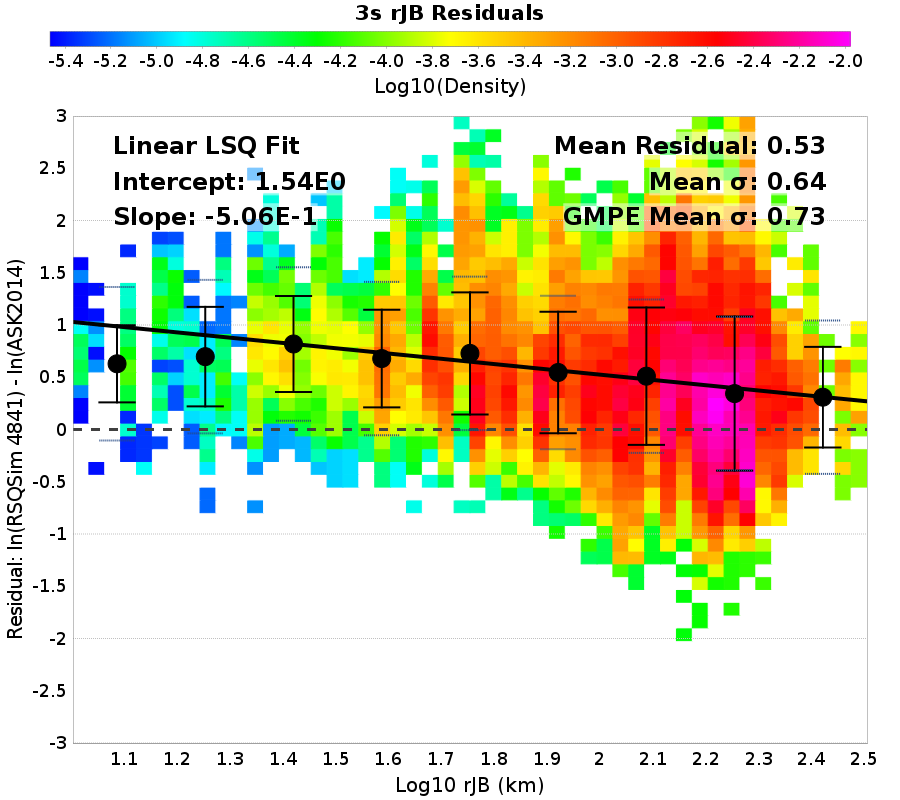 3s rJB Residuals
-5.4 -5.2 -5.0 -4.8 -4.6 -4.4 -4.2 -4.0 -3.8 -3.6 -3.4 -3.2 -3.0 -2.8 -2.6 -2.4 -2.2 -2.0
Log10(Density)
Linear LSQ Fit
Intercept: 1.54E0
Slope: -5.06E-1
Mean Residual: 0.53
Mean σ: 0.64
GMPE Mean σ: 0.73
Residual: ln(RSQSim 4841) - ln(ASK2014)
3
2.5
2
1.5
1
0.5
0
-0.5
-1
-1.5
-2
-2.5
-3
1.1 1.2 1.3 1.4 1.5 1.6 1.7 1.8 1.9 2 2.1 2.2 2.3 2.4 2.5
Log10 rJB (km)